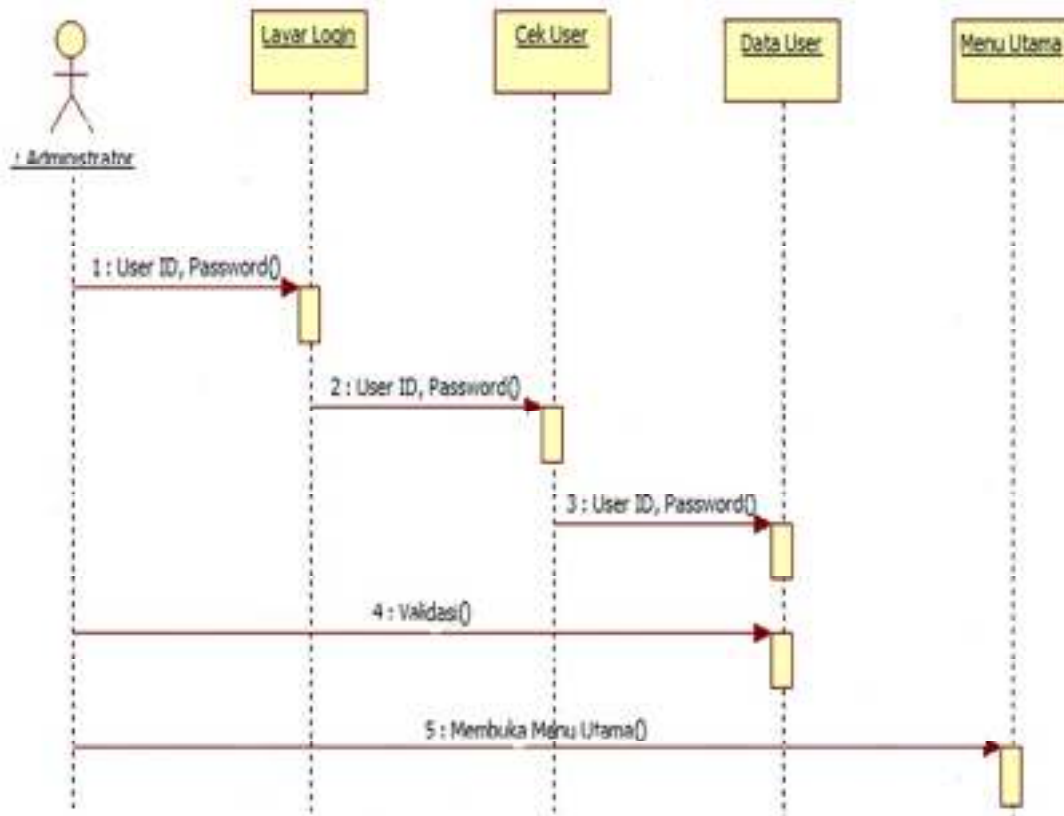 Layar Login
Cek User
Data User
Menu Utama
: Administrator
1 : User ID, Password()
2 : User ID, Password()
3 : User ID, Password()
4 : Validasi()
5 : Membuka Menu Utama()